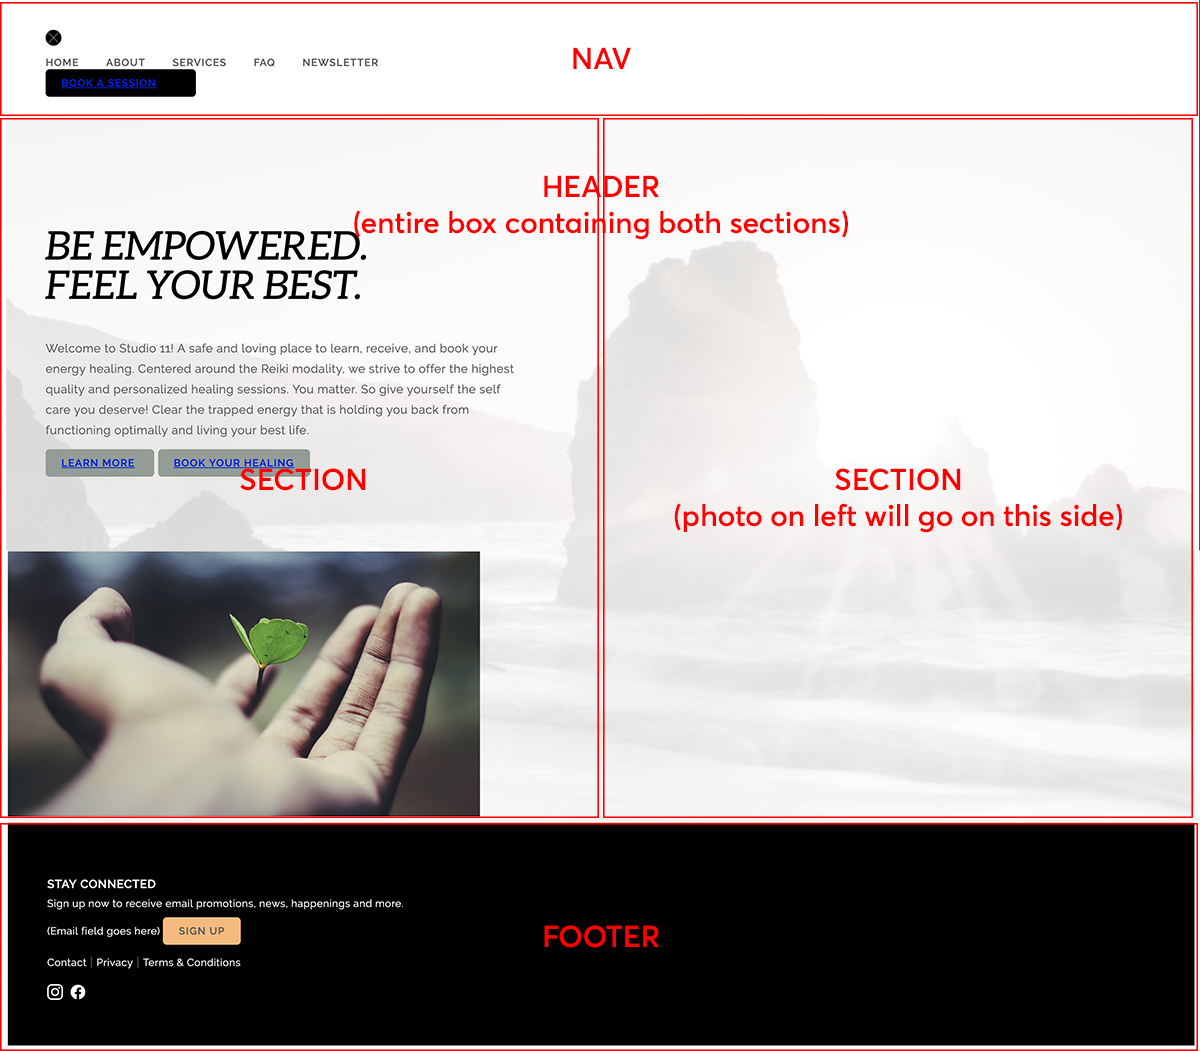 NAV
HOME ABOUT SERVICES FAQ NEWSLETTER
BOOK A SESSION
HEADER
(entire box containing both sections)
BE EMPOWERED.
FEEL YOUR BEST.
Welcome to Studio 11! A safe and loving place to learn, receive, and book your
energy healing. Centered around the Reiki modality, we strive to offer the highest
quality and personalized healing sessions. You matter. So give yourself the self
care you deserve! Clear the trapped energy that is holding you back from
functioning optimally and living your best life.
LEARN MORE BOOK YOUR HEALING
SECTION
SECTION
(photo on left will go on this side)
STAY CONNECTED
Sign up now to receive email promotions, news, happenings and more.
(Email field goes here) SIGN UP
FOOTER
Contact | Privacy | Terms & Conditions